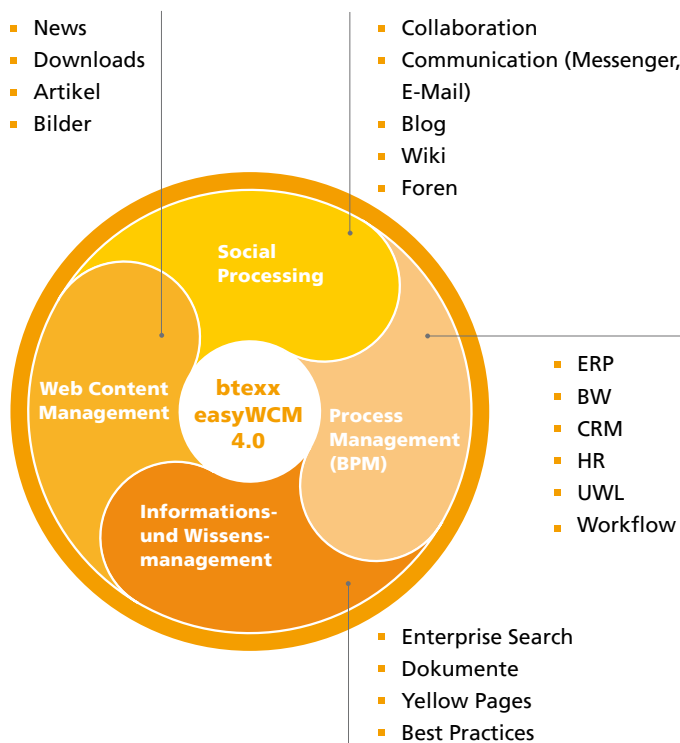 News
Downloads
Artikel
Bilder
Collaboration
Communication (Messenger,
E-Mail)
Blog
Wiki
Foren
Social
Processing
Web Content
Management
btexx
easyWCM
4.0
Process
Management
(BPM)
Informations-
und Wissens-
management
ERP
BW
CRM
HR
UWL
Workflow
Enterprise Search
Dokumente
Yellow Pages
Best Practices